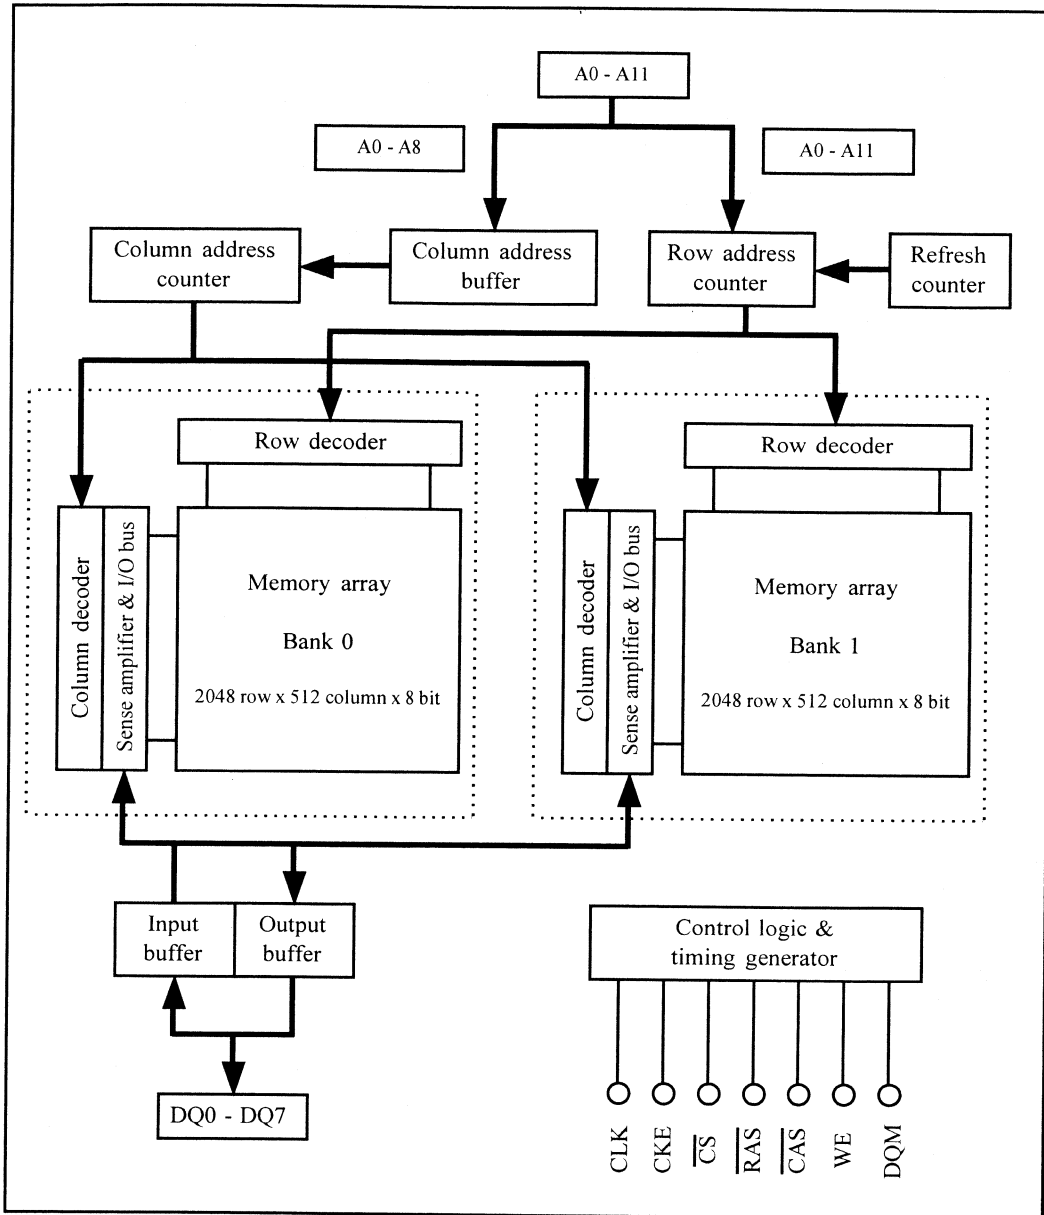 A0 - A11
A0 - A8
A0 - A11
Column address
counter
Column address
buffer
Row address
counter
Refresh
counter
Row decoder
Column decoder
Sense amplifier & I/O bus
Memory array
Bank 0
2048 row x 512 column x 8 bit
Row decoder
Column decoder
Sense amplifier & I/O bus
Memory array
Bank 1
2048 row x 512 column x 8 bit
Input
buffer
Output
buffer
DQ0 - DQ7
Control logic &
timing generator
CLK
CKE
C̅S̅
R̅A̅S̅
C̅A̅S̅
WE
DQM